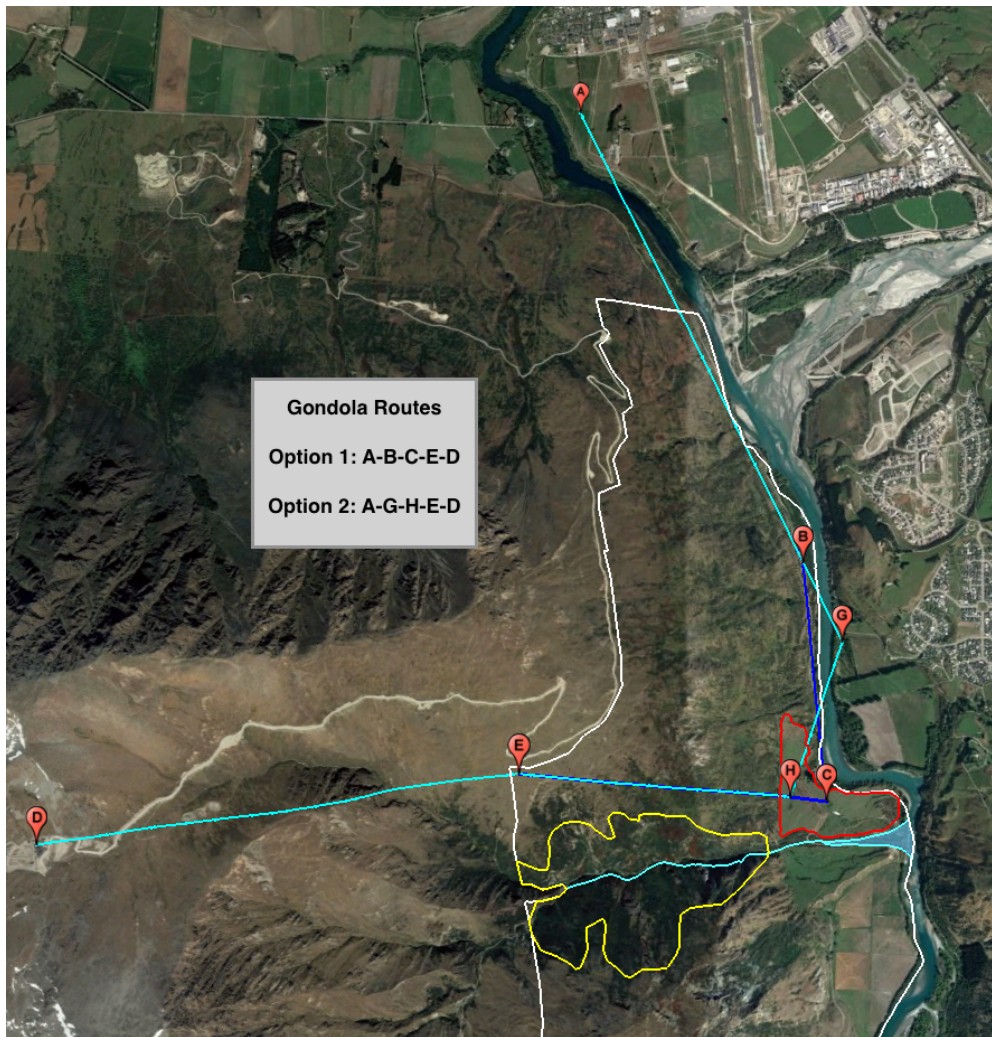 A
Gondola Routes
Option 1: A-B-C-E-D
Option 2: A-G-H-E-D
B
G
E
H
C
D